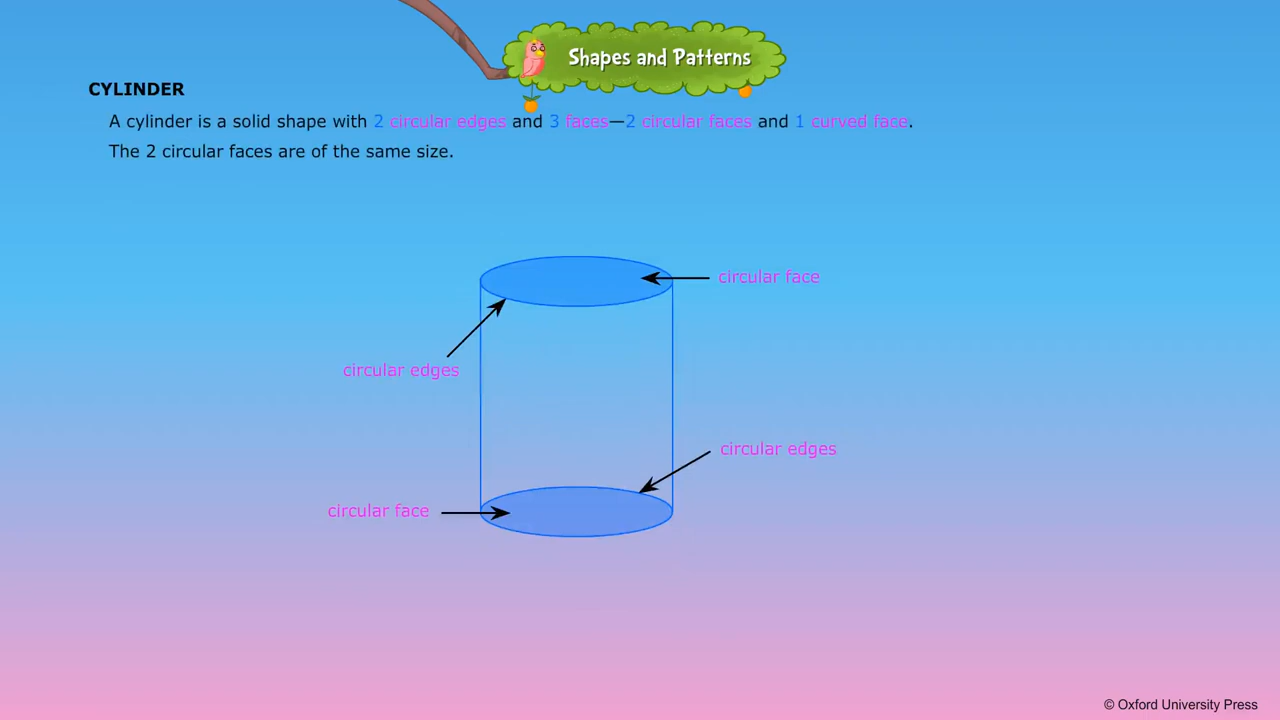 Shapes and Patterns
CYLINDER
A cylinder is a solid shape with 2 circular edges and 3 faces—2 circular faces and 1 curved face.
The 2 circular faces are of the same size.
circular face
circular edges
circular edges
circular face
© Oxford University Press